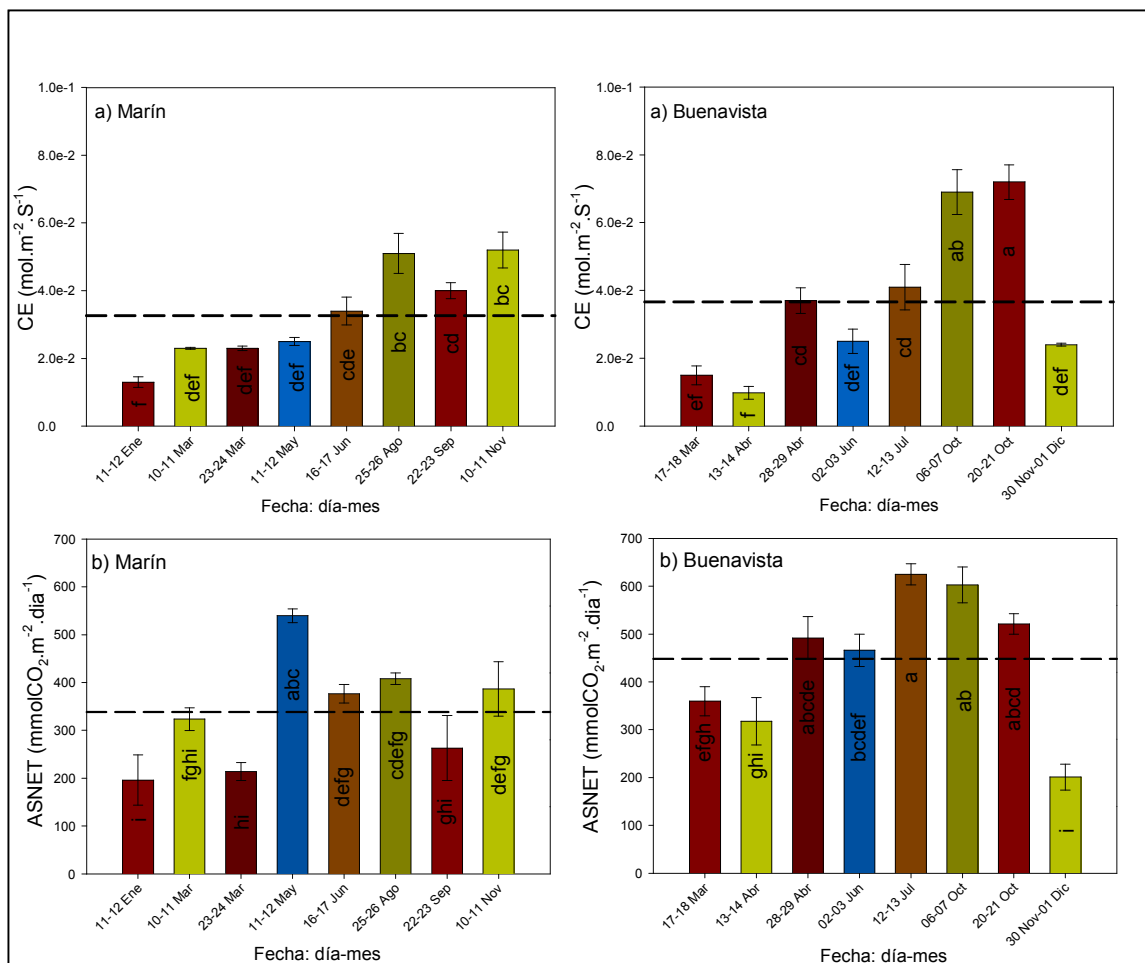 a) Marín
CE (mol.m-2.S-1)
1.0e-1
8.0e-2
6.0e-2
4.0e-2
2.0e-2
0.0
f
def
def
def
cde
bc
cd
bc
11-12 Ene
10-11 Mar
23-24 Mar
11-12 May
16-17 Jun
25-26 Ago
22-23 Sep
10-11 Nov
Fecha: día-mes
a) Buenavista
CE (mol.m-2.S-1)
1.0e-1
8.0e-2
6.0e-2
4.0e-2
2.0e-2
0.0
ef
f
cd
def
cd
ab
a
def
17-18 Mar
13-14 Abr
28-29 Abr
02-03 Jun
12-13 Jul
06-07 Oct
20-21 Oct
30 Nov-01 Dic
Fecha: día-mes
b) Marín
ASNET (mmolCO2.m-2.dia-1)
700
600
500
400
300
200
100
0
i
fghi
hi
abc
defg
cdefg
ghi
defg
11-12 Ene
10-11 Mar
23-24 Mar
11-12 May
16-17 Jun
25-26 Ago
22-23 Sep
10-11 Nov
Fecha: día-mes
b) Buenavista
ASNET (mmolCO2.m-2.dia-1)
700
600
500
400
300
200
100
0
efgh
ghi
abcde
bcdef
a
ab
abcd
i
17-18 Mar
13-14 Abr
28-29 Abr
02-03 Jun
12-13 Jul
06-07 Oct
20-21 Oct
30 Nov-01 Dic
Fecha: día-mes